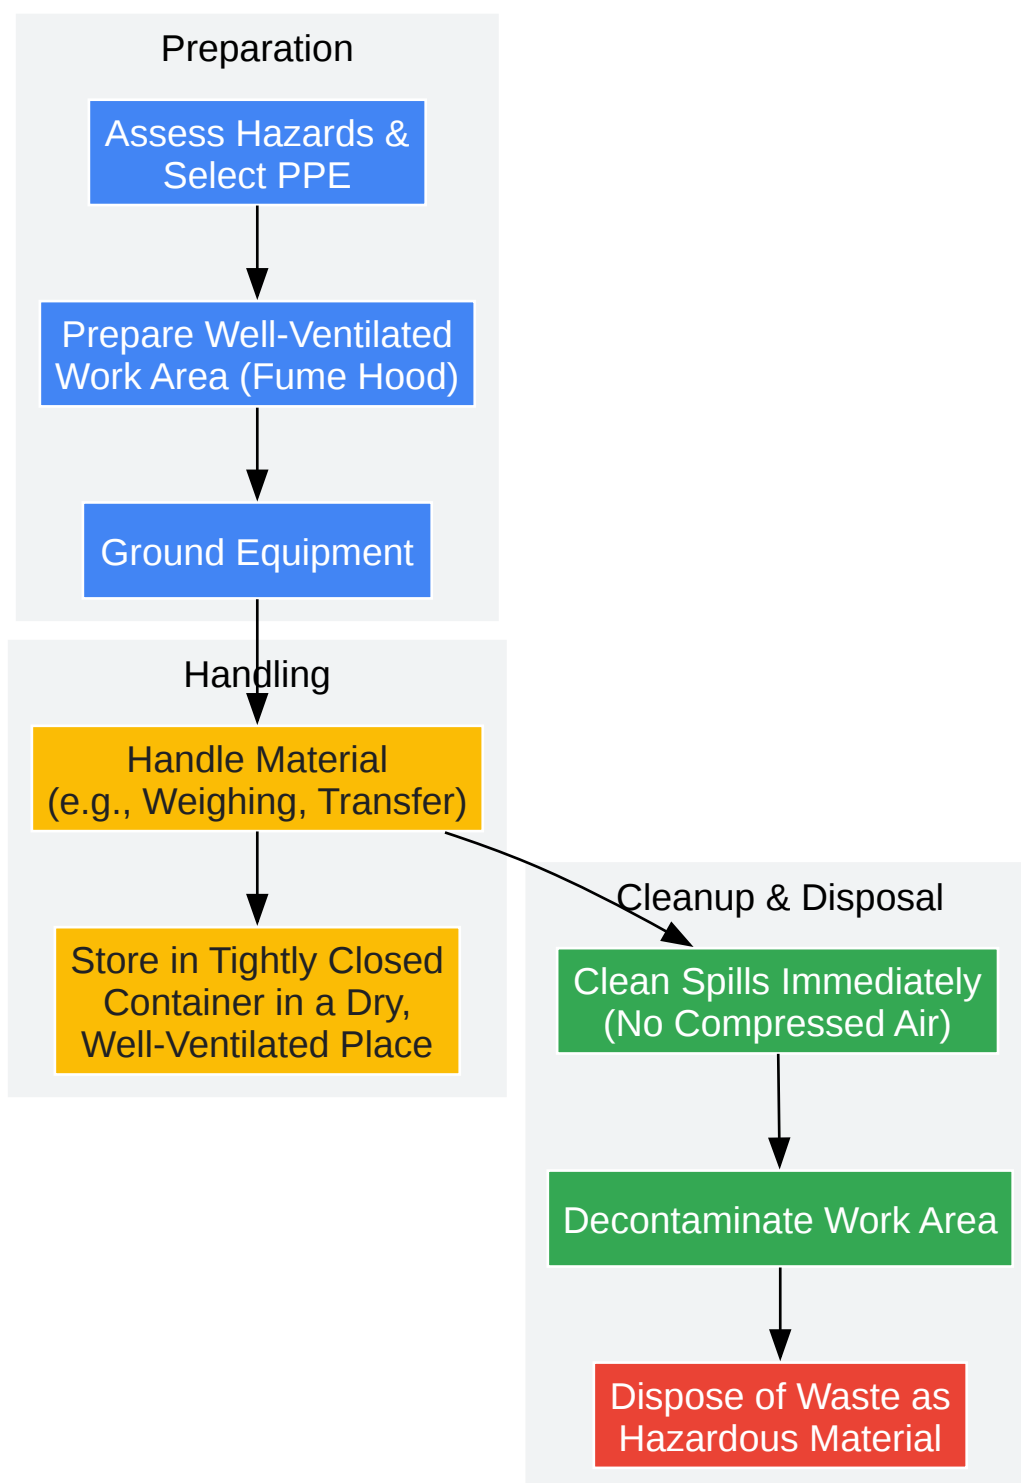 Preparation
Assess Hazards &
Select PPE
Prepare Well-Ventilated
Work Area (Fume Hood)
Ground Equipment
Handling
Handle Material
(e.g., Weighing, Transfer)
Store in Tightly Closed
Container in a Dry,
Well-Ventilated Place
Cleanup & Disposal
Clean Spills Immediately
(No Compressed Air)
Decontaminate Work Area
Dispose of Waste as
Hazardous Material